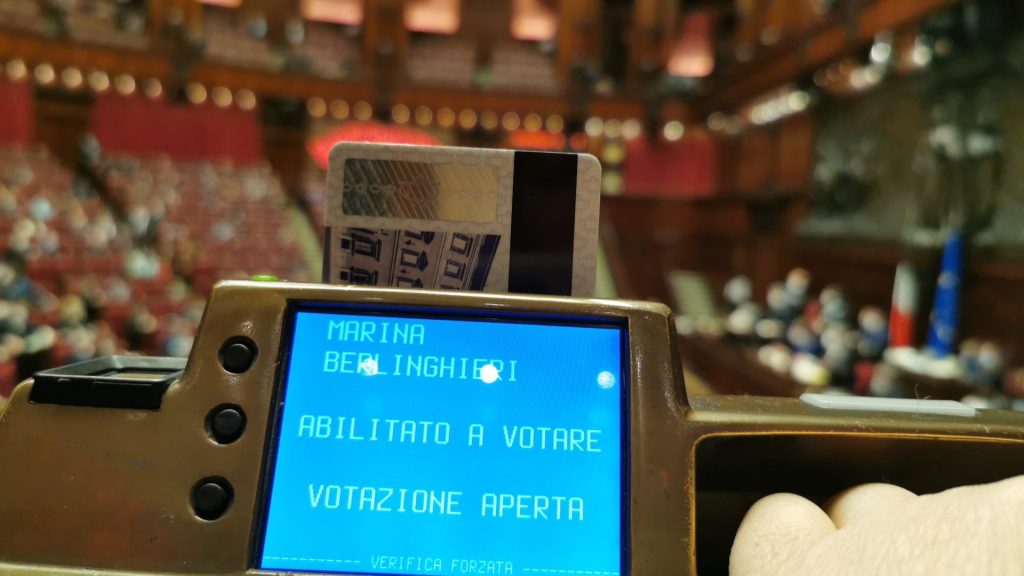 MARINA
BERLINGHIERI
ABILITATO A VOTARE
VOTAZIONE APERTA
---------- VERIFICA FORZATA ----------